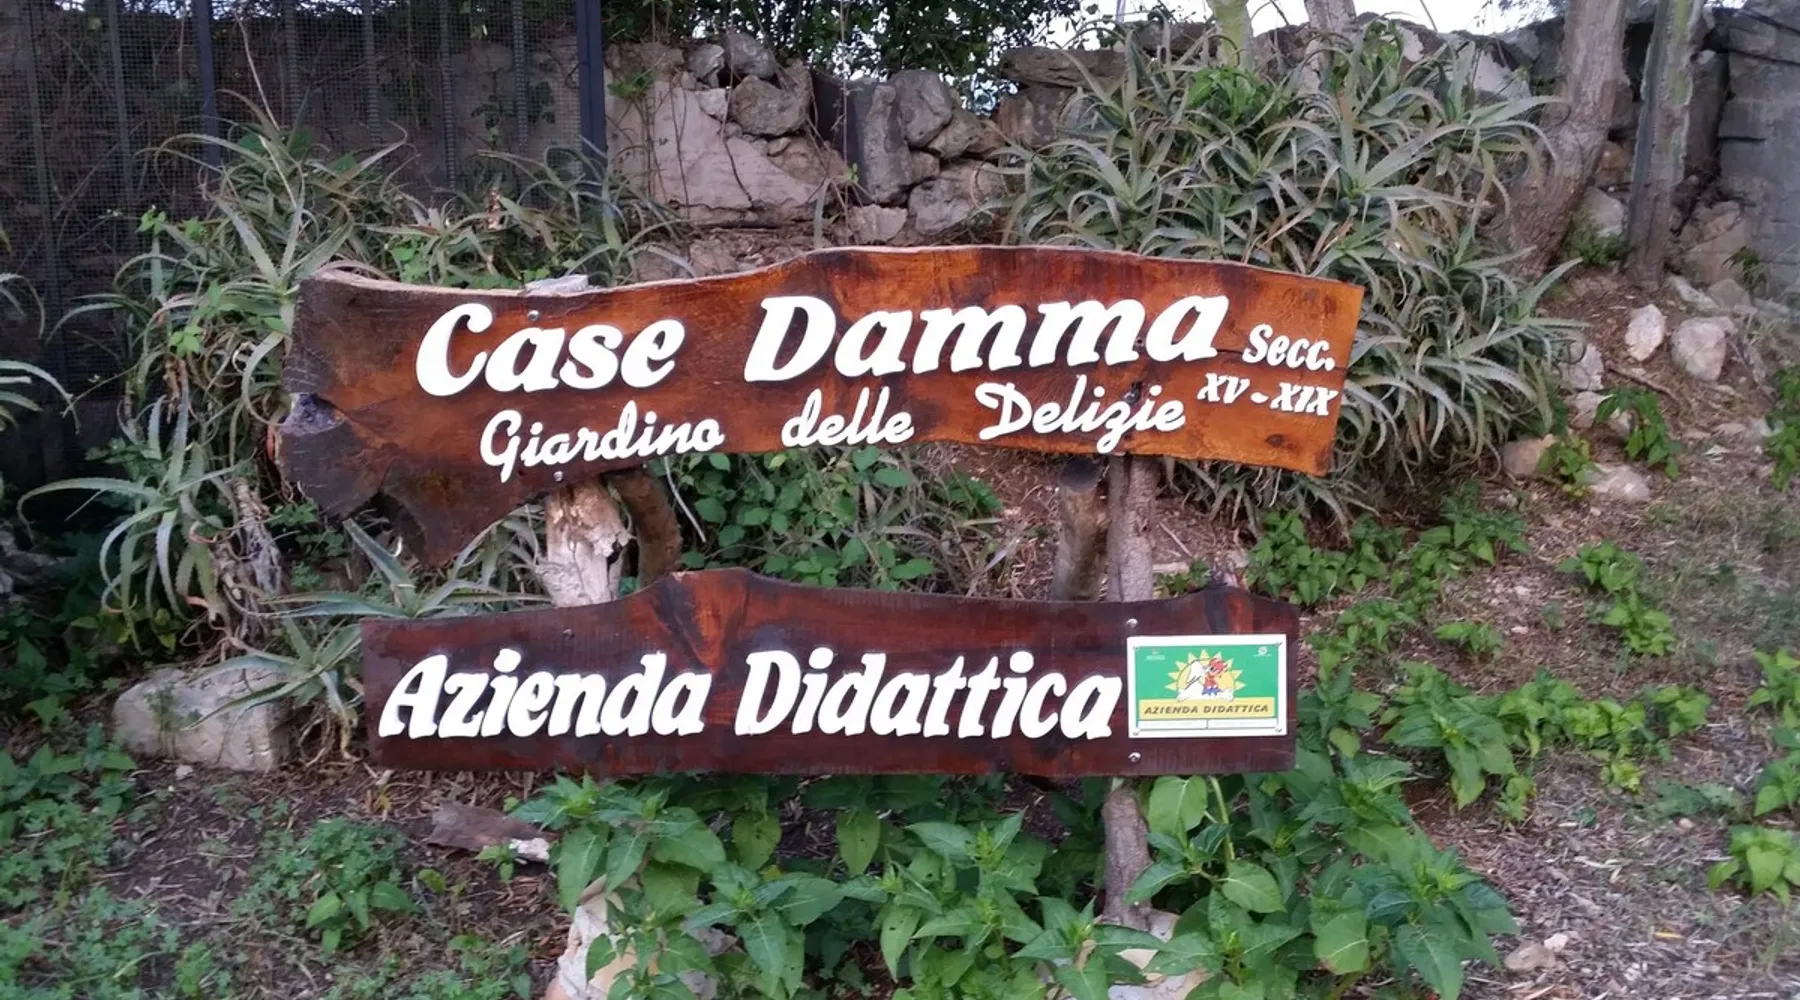 Case Damma Secc.
Giardino delle Delizie XV-XIX
Azienda Didattica
AZIENDA DIDATTICA